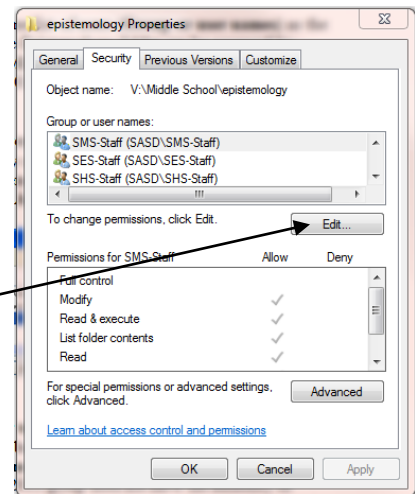 epistemology Properties
General Security Previous Versions Customize
Object name: V:\Middle School\epistemology
Group or user names:
SMS-Staff (SASD\SMS-Staff)
SES-Staff (SASD\SES-Staff)
SHS-Staff (SASD\SHS-Staff)
To change permissions, click Edit.
Edit...
Permissions for SMS-Staff Allow Deny
Full control
Modify
Read & execute
List folder contents
Read
For special permissions or advanced settings,
click Advanced.
Advanced
Learn about access control and permissions
OK Cancel Apply